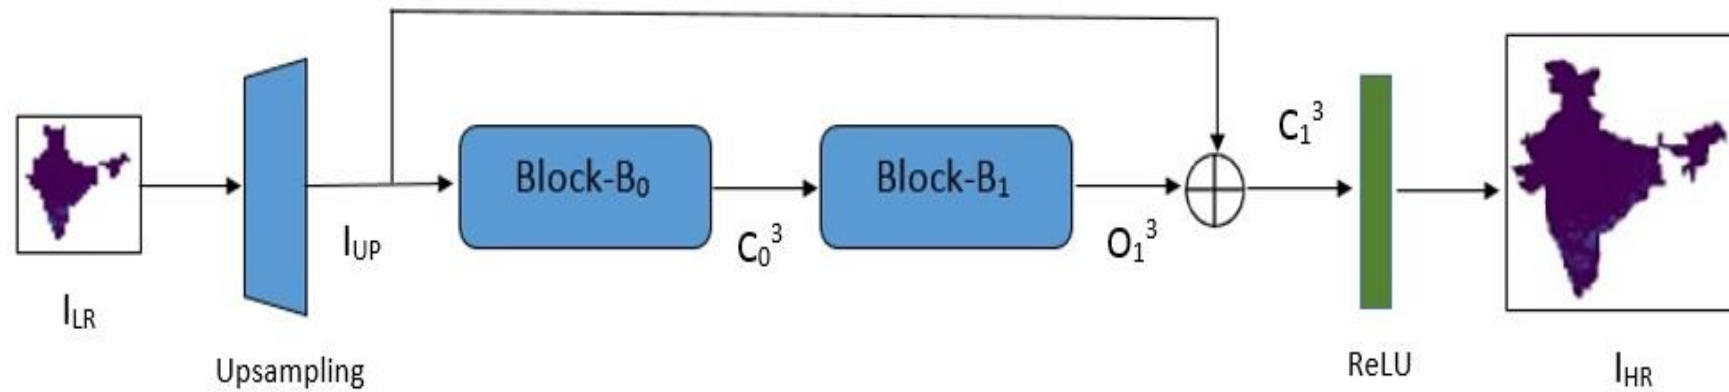 I_LR
Upsampling
I_UP
Block-B₀
C₀³
Block-B₁
O₁³
C₁³
ReLU
I_HR